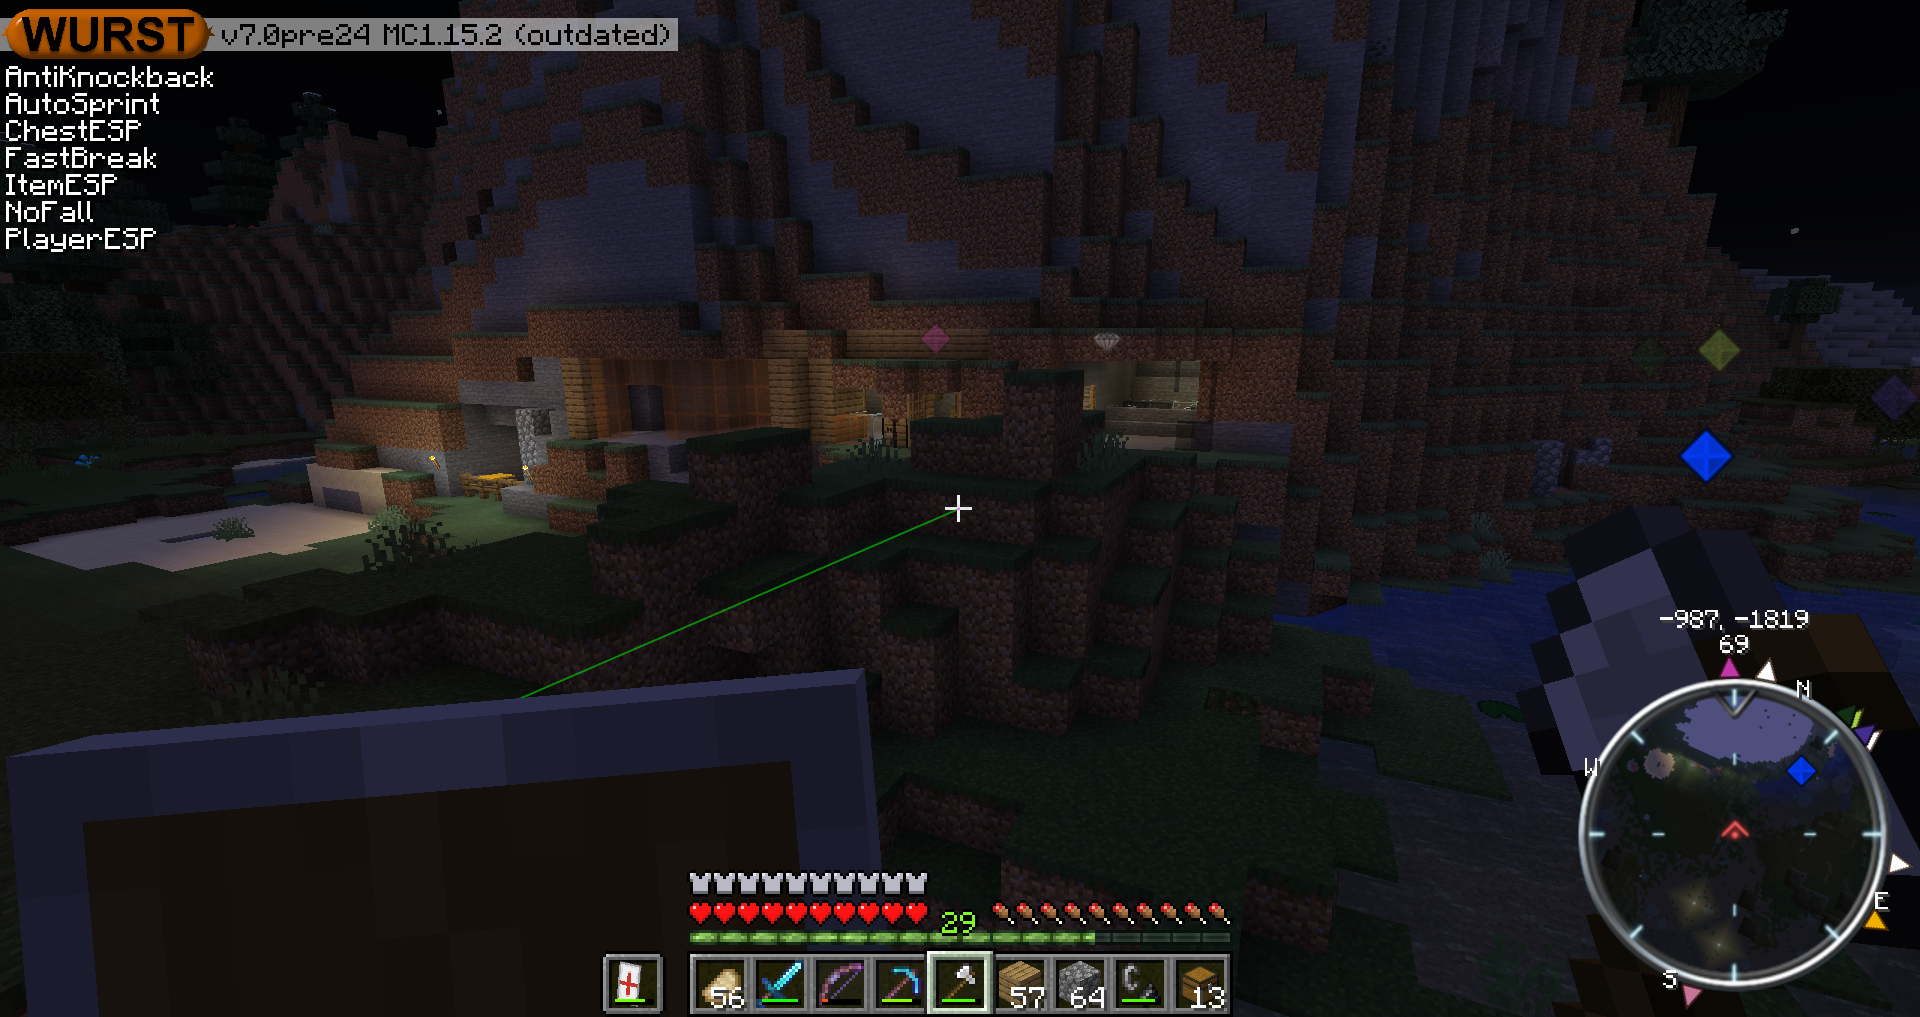 WURST v7.0pre24 MC1.15.2 (outdated)
AntiKnockback
AutoSprint
ChestESP
FastBreak
ItemESP
NoFall
PlayerESP
-987, -1819
69
N
W
E
S
29
56
57
64
13